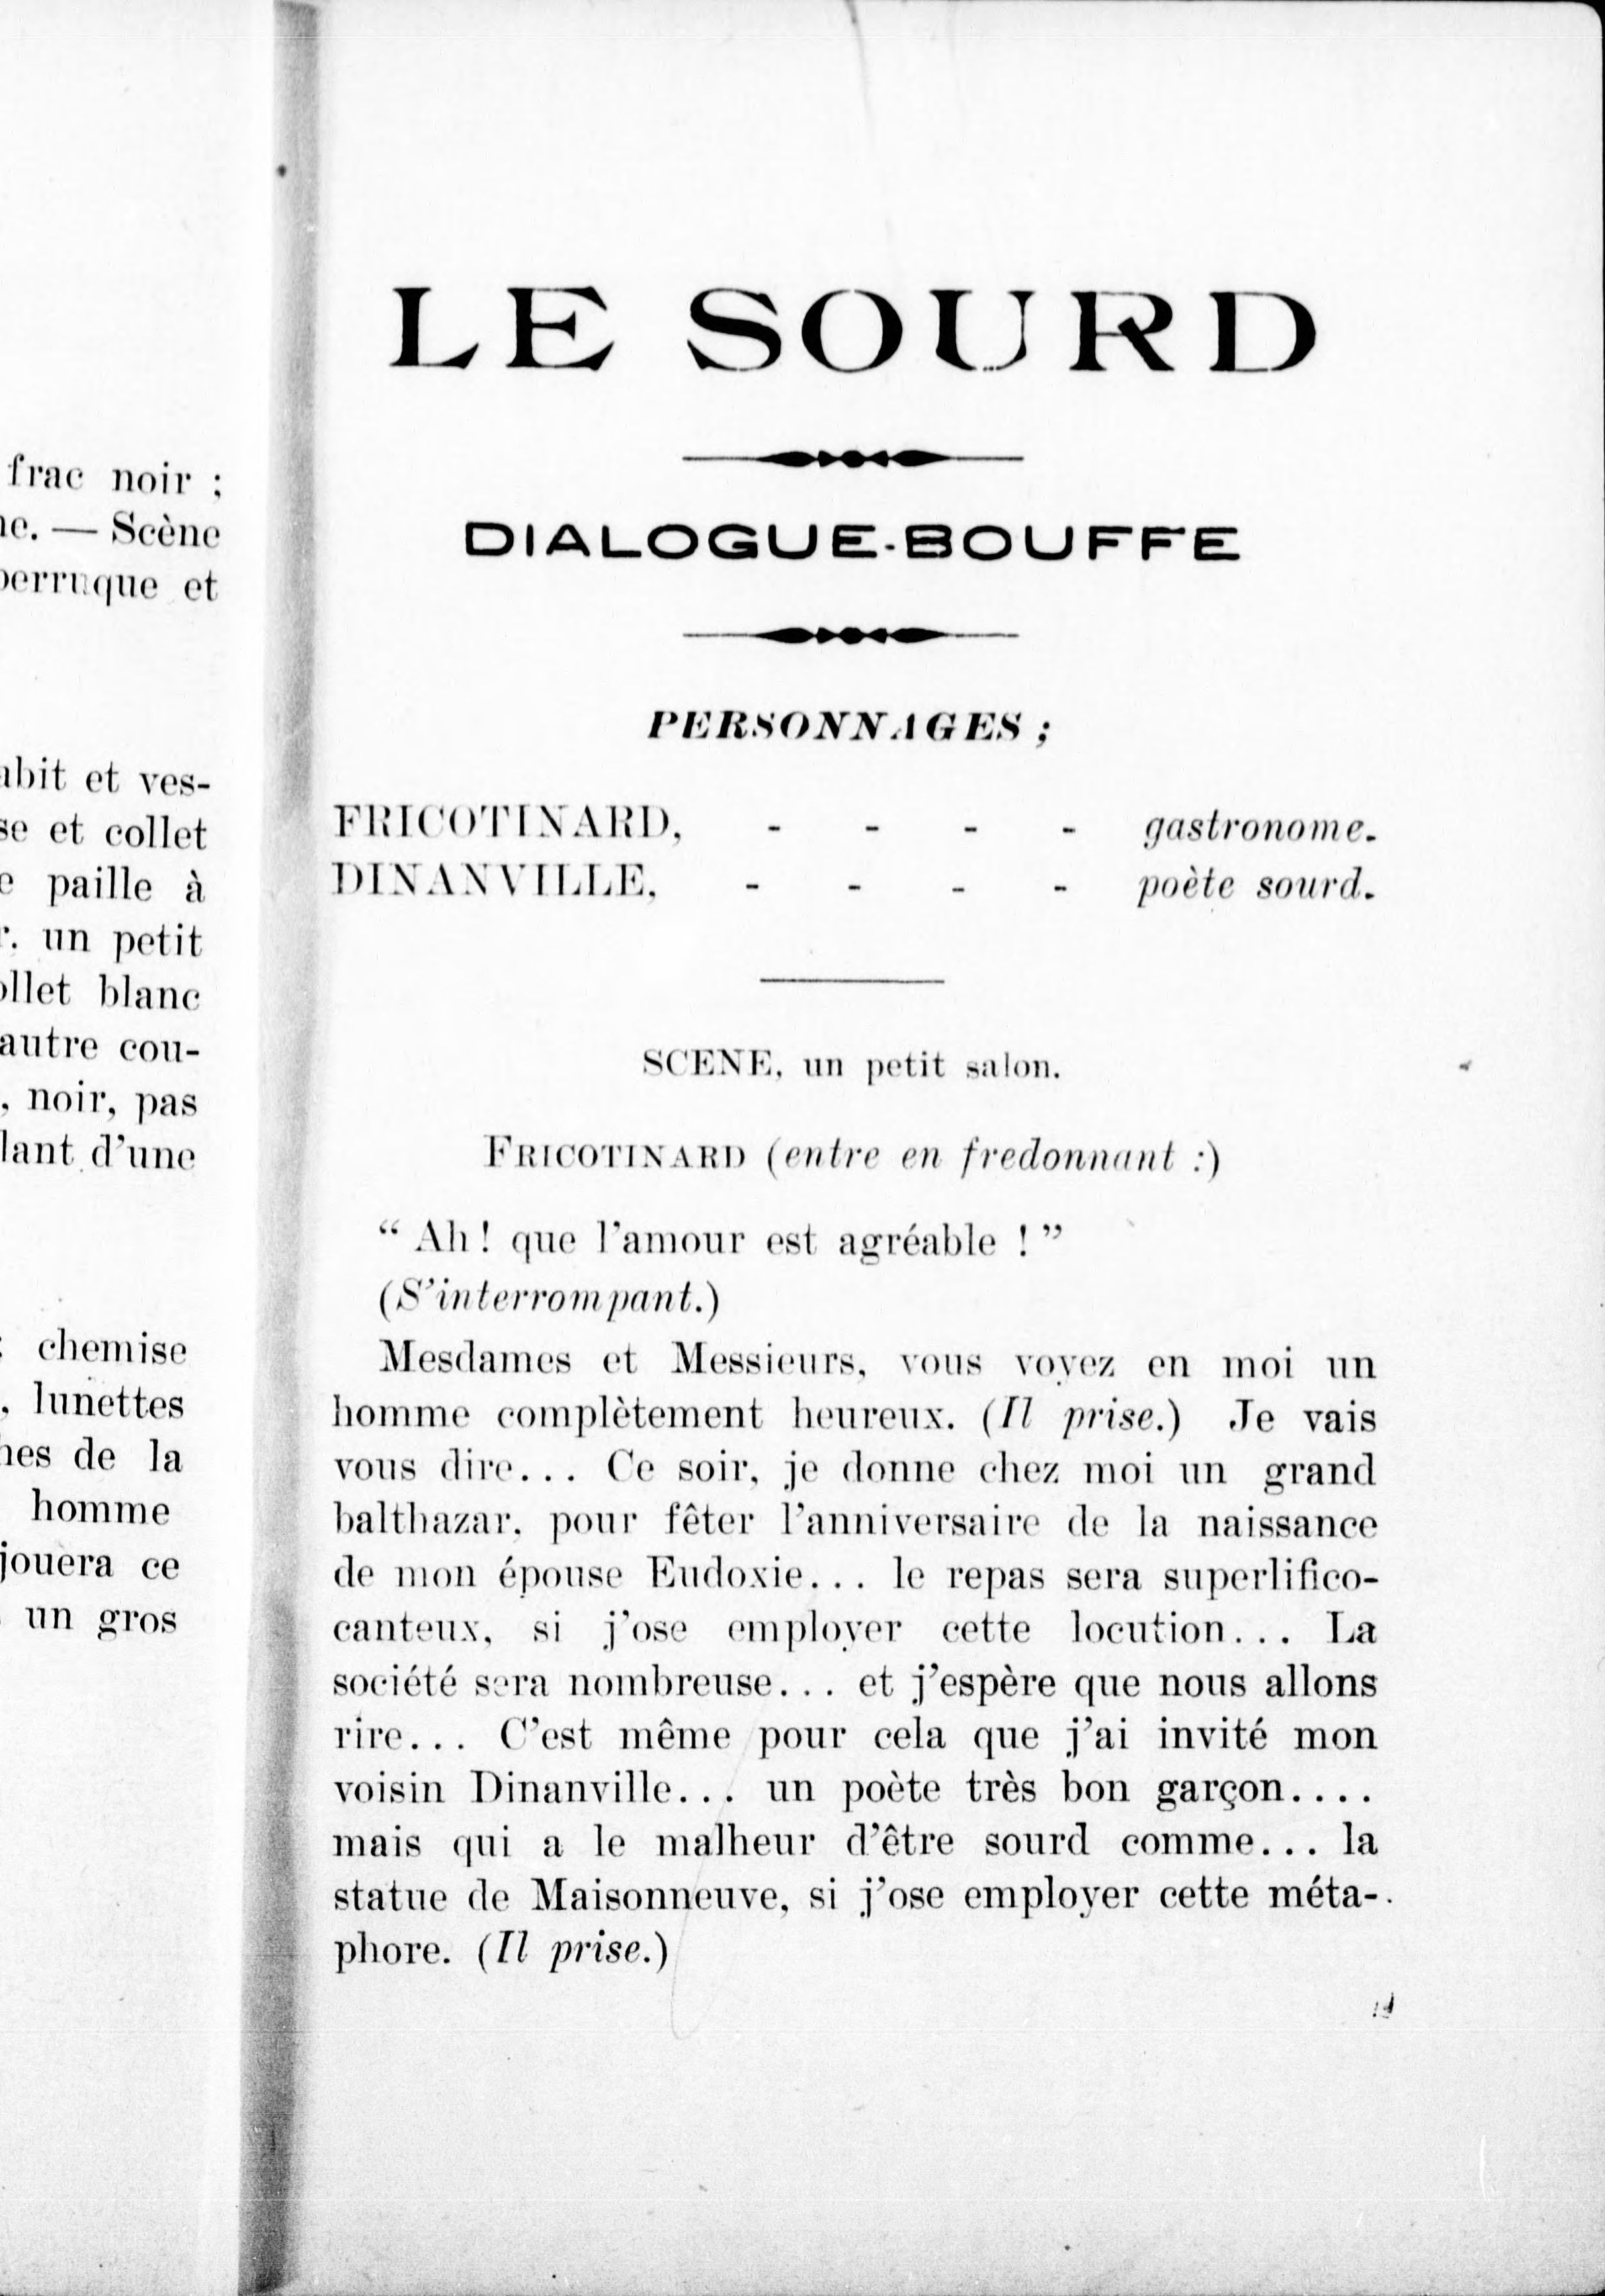 frac noir ;
— Scène
et
et ves-
et collet
paille à
un petit
blanc
autre cou-
, noir, pas
d'une
chemise
, lunettes
de la
homme
jouera ce
un gros
LE SOURD
DIALOGUE-BOUFFE
PERSONNAGES ;
FRICOTINARD, - - - - gastronome.
DINANVILLE, - - - - poète sourd.
SCENE, un petit salon.
FRICOTINARD (entre en fredonnant :)
“ Ah ! que l'amour est agréable ! ”
(S'interrompant.)
Mesdames et Messieurs, vous voyez en moi un
homme complètement heureux. (Il prise.) Je vais
vous dire... Ce soir, je donne chez moi un grand
balthazar, pour fêter l'anniversaire de la naissance
de mon épouse Eudoxie... le repas sera superlifico-
canteux, si j'ose employer cette locution... La
société sera nombreuse... et j'espère que nous allons
rire... C'est même pour cela que j'ai invité mon
voisin Dinanville... un poète très bon garçon....
mais qui a le malheur d'être sourd comme... la
statue de Maisonneuve, si j'ose employer cette méta-
phore. (Il prise.)